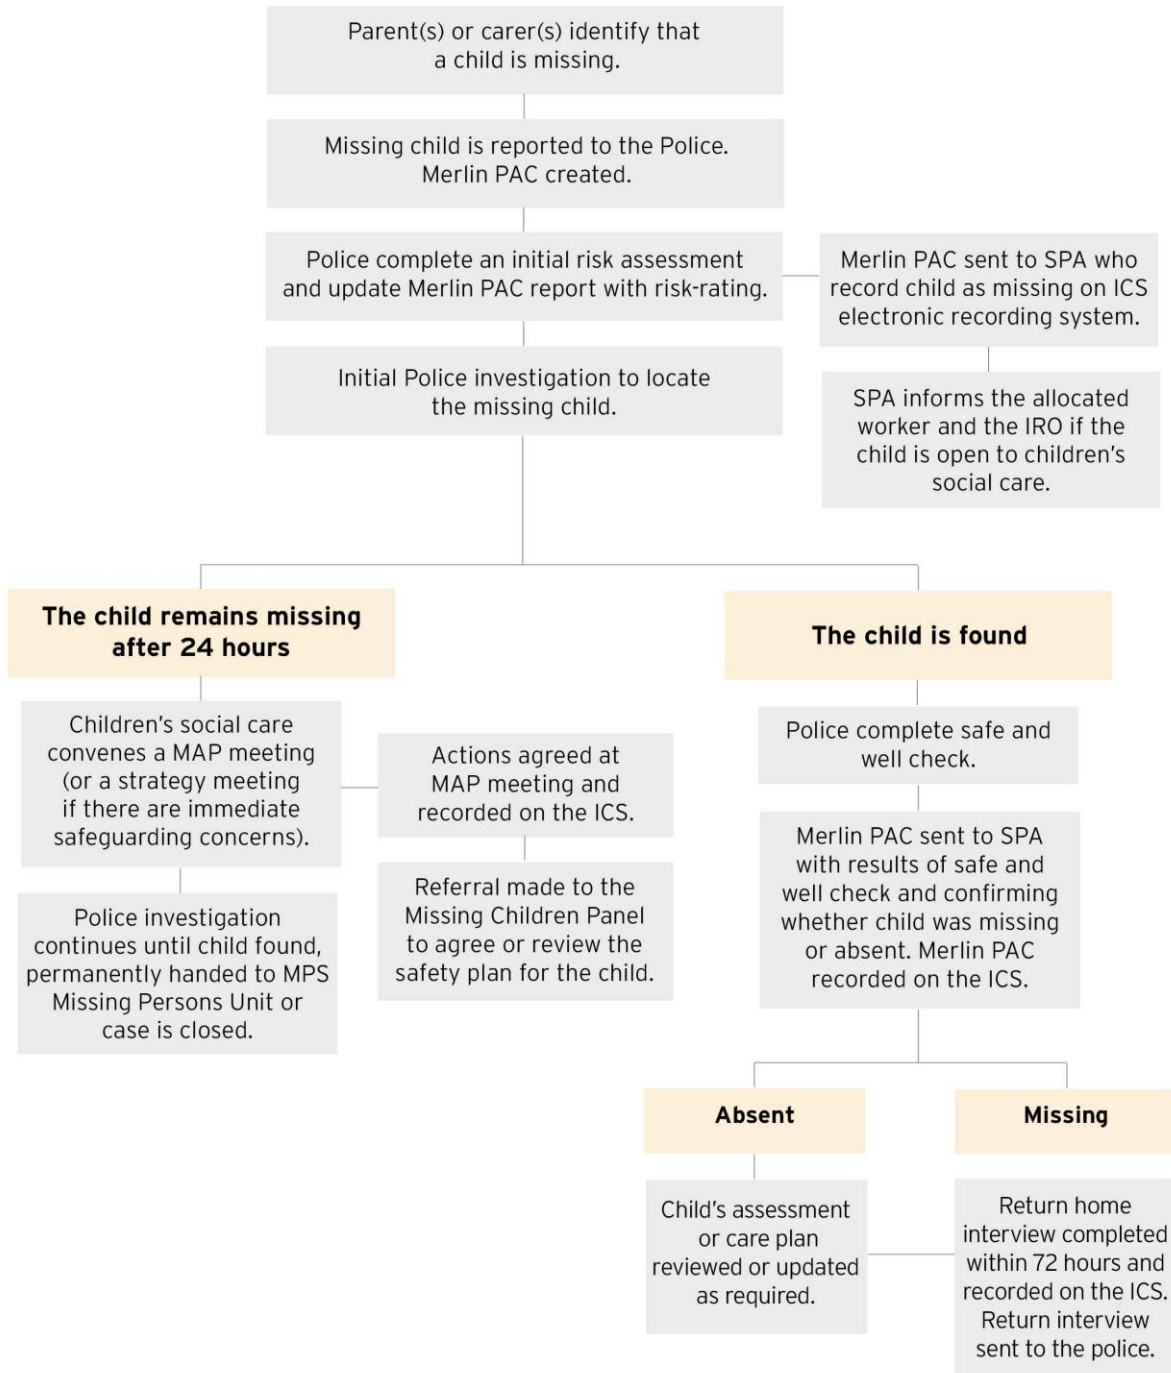 Parent(s) or carer(s) identify that
a child is missing.
Missing child is reported to the Police.
Merlin PAC created.
Police complete an initial risk assessment
and update Merlin PAC report with risk-rating.
Merlin PAC sent to SPA who
record child as missing on ICS
electronic recording system.
Initial Police investigation to locate
the missing child.
SPA informs the allocated
worker and the IRO if the
child is open to children's
social care.
The child remains missing
after 24 hours
Children's social care
convenes a MAP meeting
(or a strategy meeting
if there are immediate
safeguarding concerns).
Actions agreed at
MAP meeting and
recorded on the ICS.
Police investigation
continues until child found,
permanently handed to MPS
Missing Persons Unit or
case is closed.
Referral made to the
Missing Children Panel
to agree or review the
safety plan for the child.
The child is found
Police complete safe and
well check.
Merlin PAC sent to SPA
with results of safe and
well check and confirming
whether child was missing
or absent. Merlin PAC
recorded on the ICS.
Absent
Child's assessment
or care plan
reviewed or updated
as required.
Missing
Return home
interview completed
within 72 hours and
recorded on the ICS.
Return interview
sent to the police.